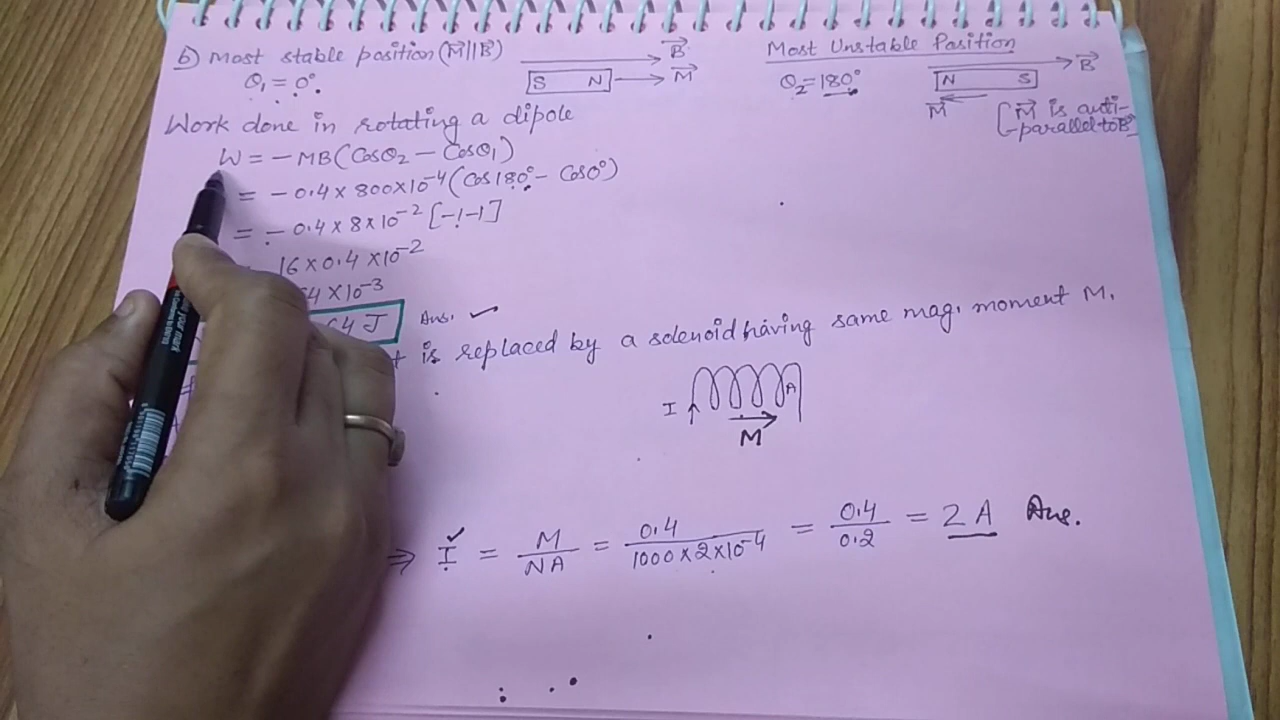 b) Most stable position (M⃗||B⃗)
θ₁ = 0°.
B⃗
S N
M⃗
Most Unstable Position
θ₂ = 180°
B⃗
N S
M⃗
[M⃗ is anti-
parallel to B⃗
Work done in rotating a dipole
W = -MB(Cosθ₂ - Cosθ₁)
= -0.4 × 800×10⁻⁴ (Cos180° - Cos0°)
= - 0.4 × 8×10⁻² [-1-1]
16 × 0.4 × 10⁻²
4 × 10⁻³
64 J Ans. ✓
is replaced by a solenoid having same mag. moment M.
I A
M
⇒ I = M/NA = 0.4/1000×2×10⁻⁴ = 0.4/0.2 = 2 A Ans.